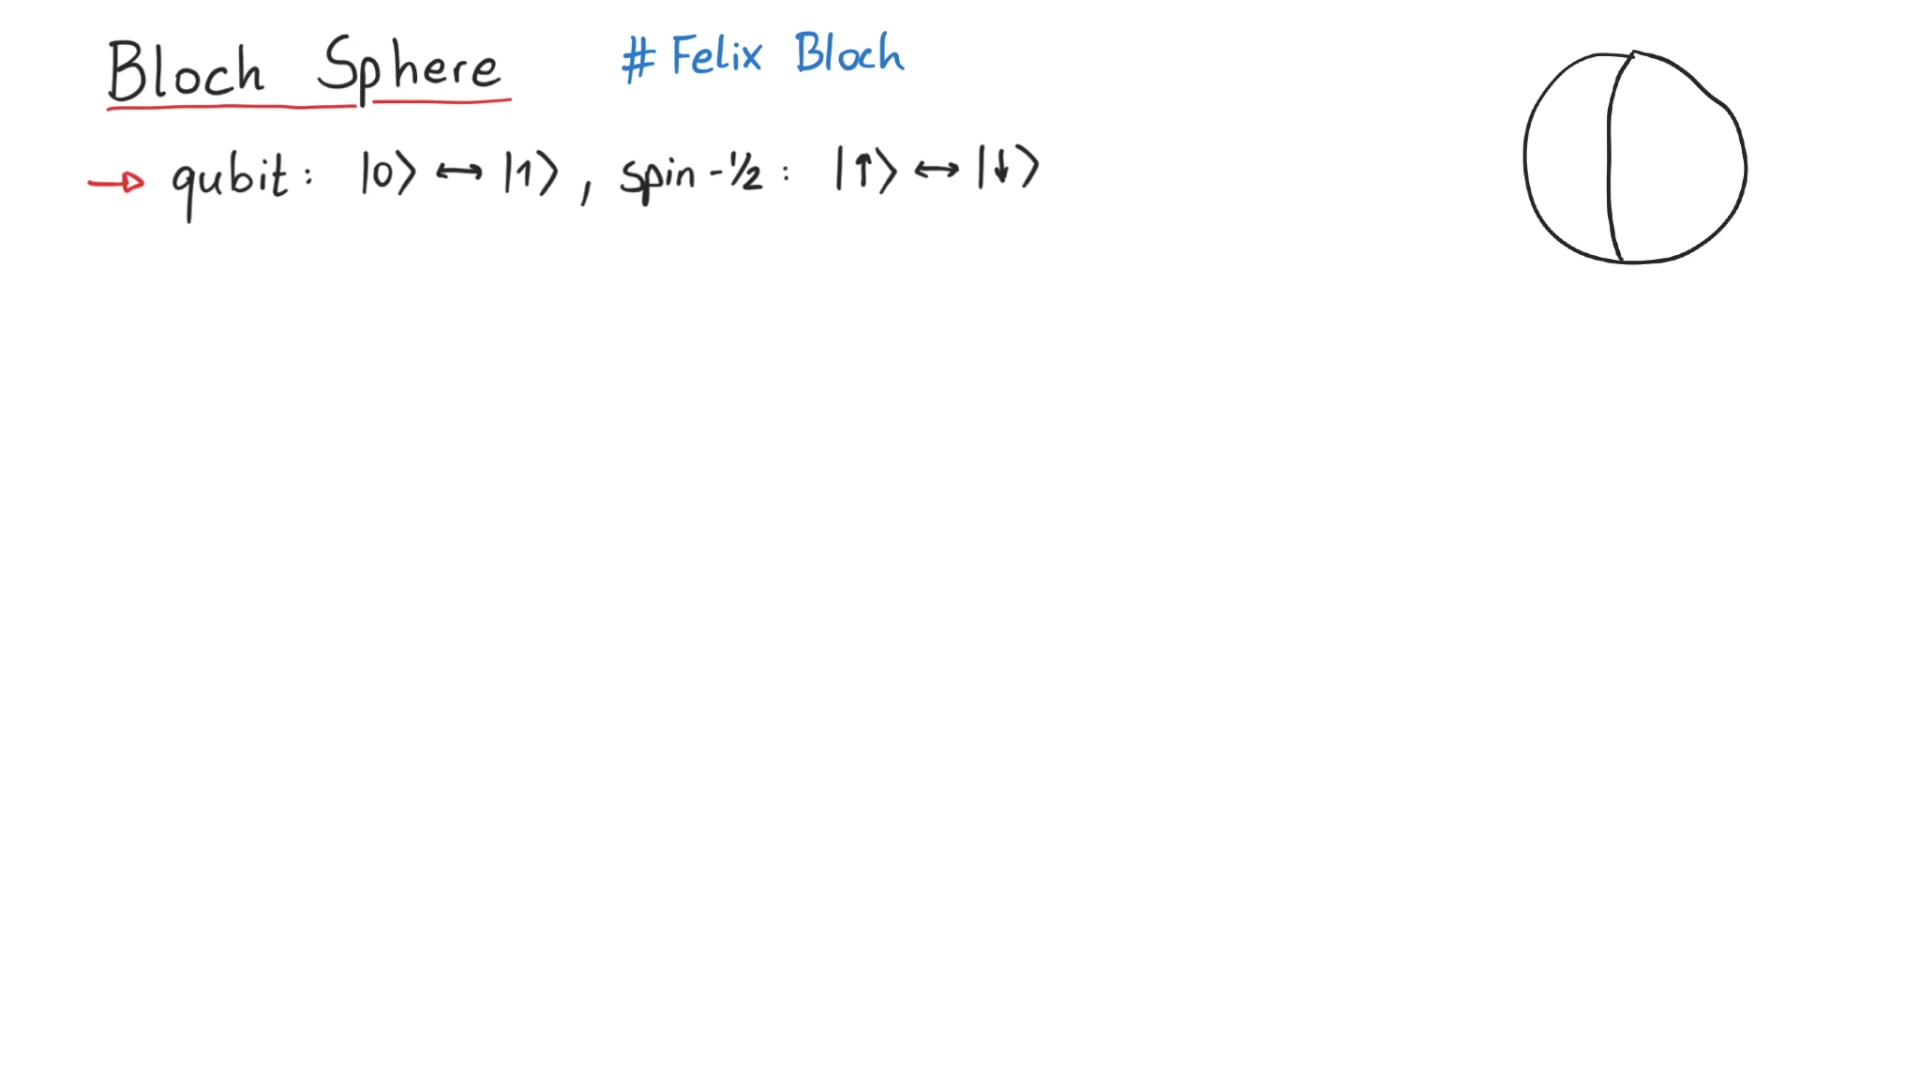 Bloch Sphere # Felix Bloch
→ qubit: |0⟩ ↔ |1⟩, spin-½: |↑⟩ ↔ |↓⟩